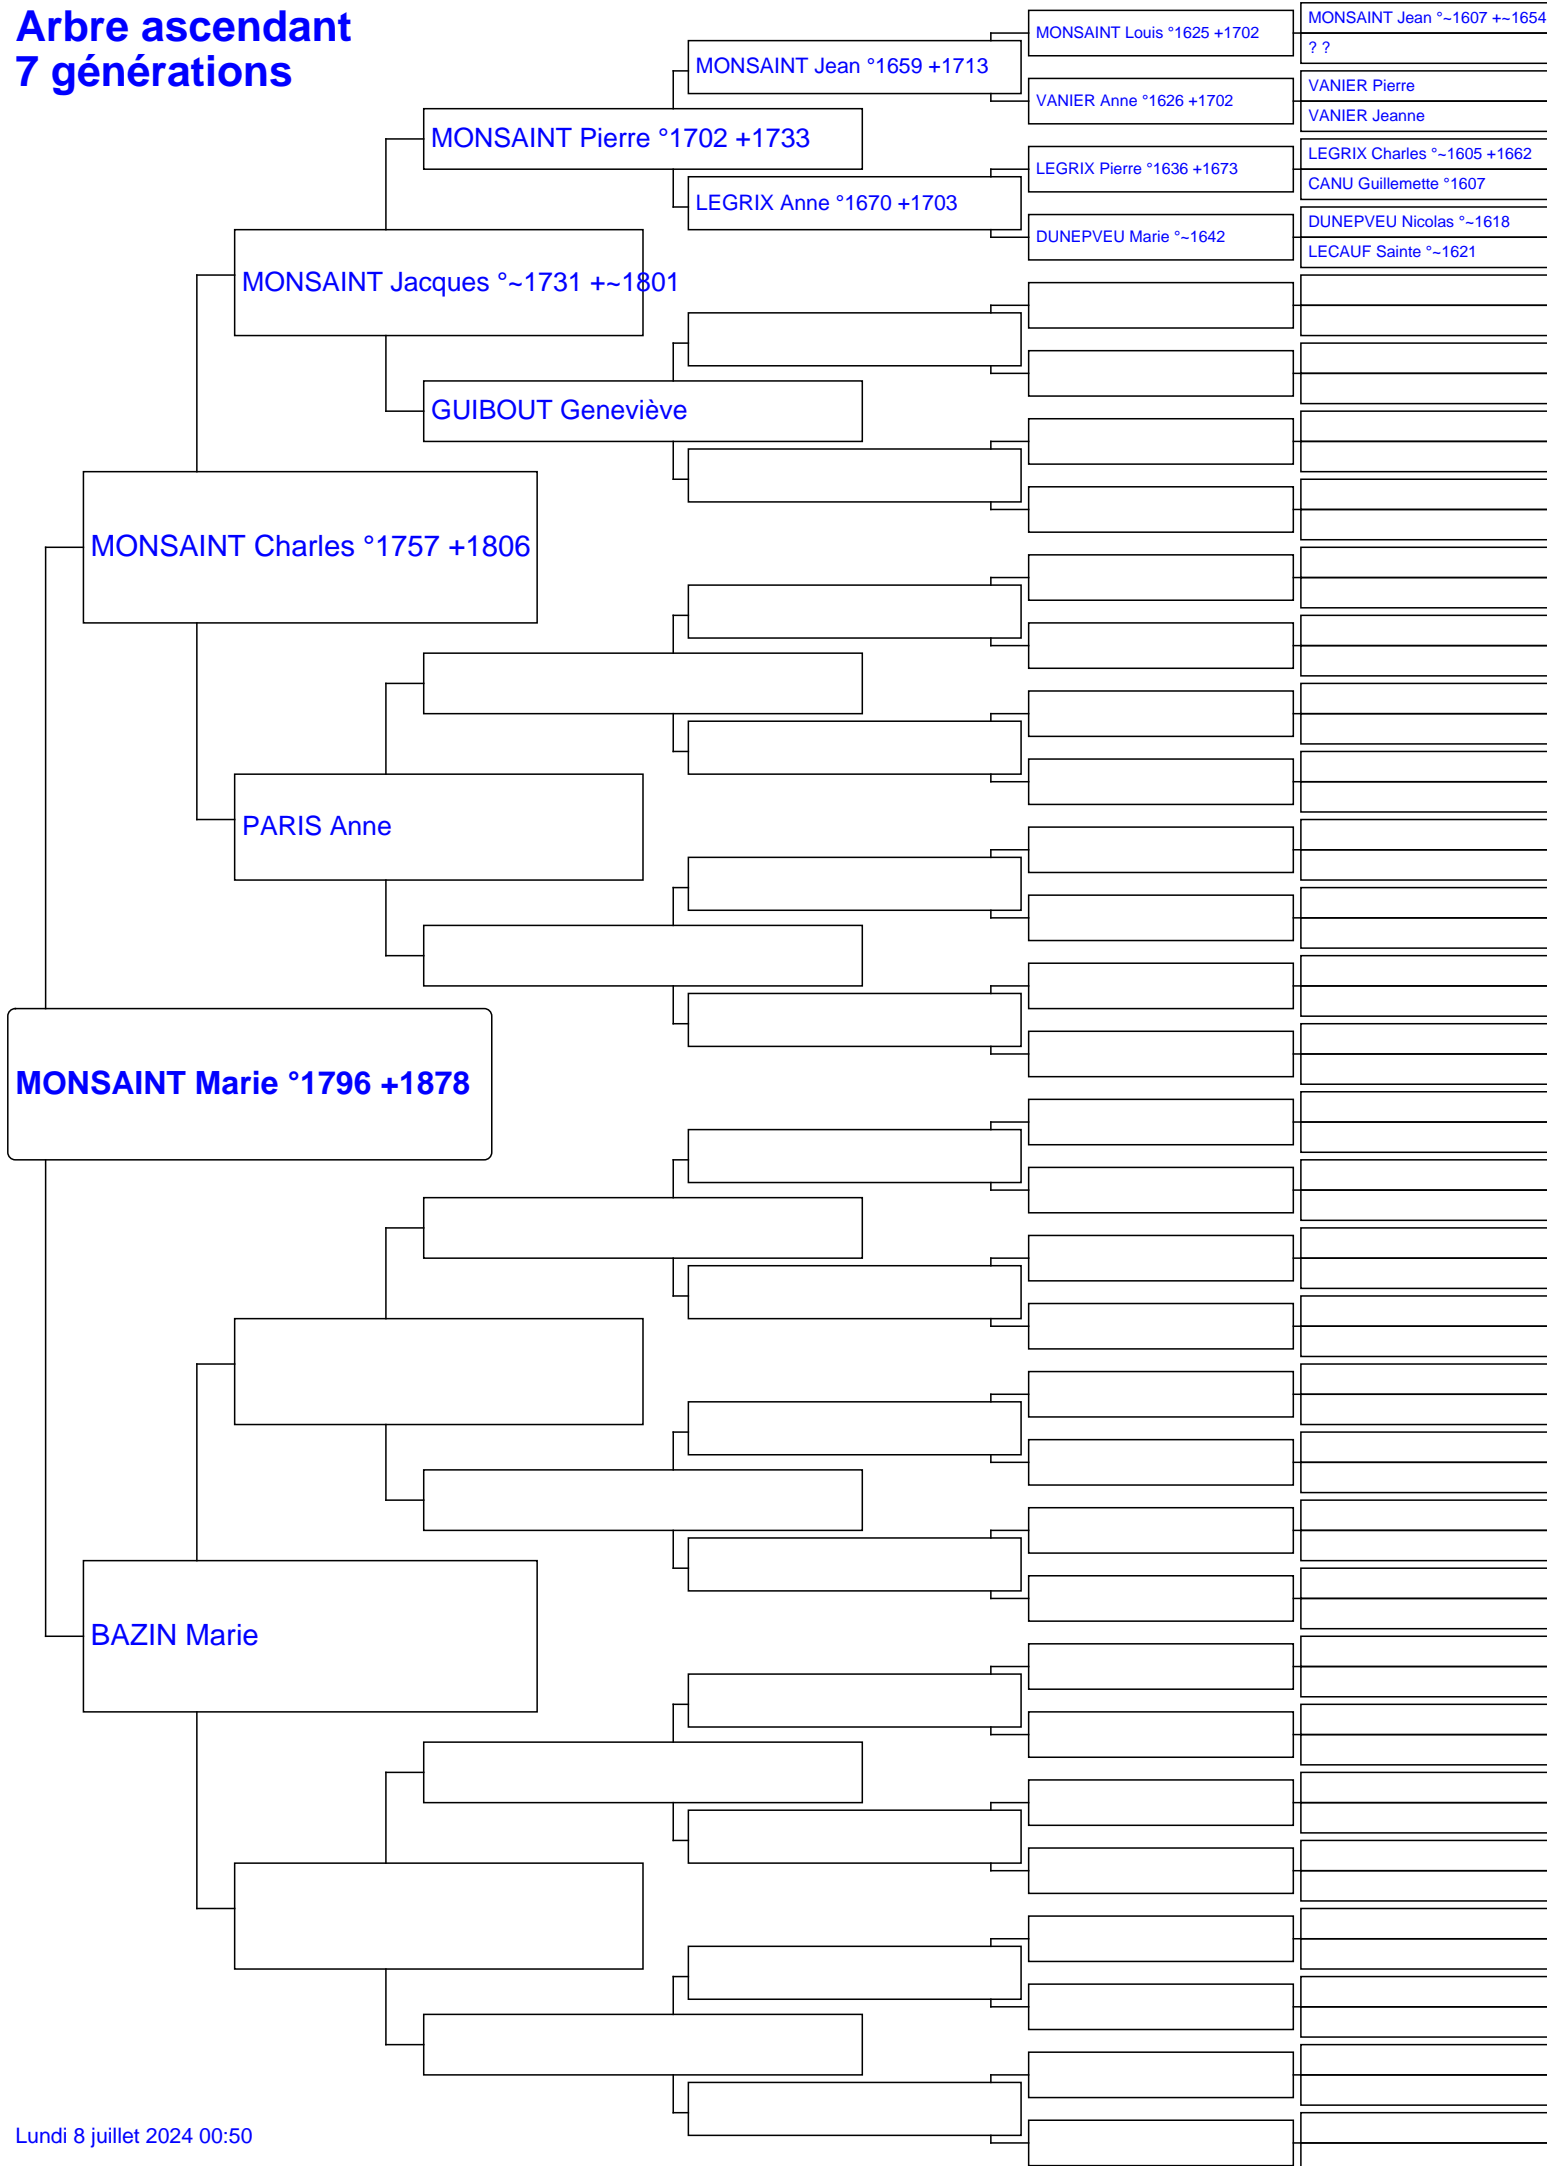 Arbre ascendant
7 générations
MONSAINT Jean °~1607 +~1654
MONSAINT Louis °1625 +1702
? ?
MONSAINT Jean °1659 +1713
VANIER Pierre
VANIER Anne °1626 +1702
VANIER Jeanne
MONSAINT Pierre °1702 +1733
LEGRIX Charles °~1605 +1662
LEGRIX Pierre °1636 +1673
CANU Guillemette °1607
LEGRIX Anne °1670 +1703
DUNEPVEU Nicolas °~1618
DUNEPVEU Marie °~1642
LECAUF Sainte °~1621
MONSAINT Jacques °~1731 +~1801
GUIBOUT Geneviève
MONSAINT Charles °1757 +1806
PARIS Anne
MONSAINT Marie °1796 +1878
BAZIN Marie
Lundi 8 juillet 2024 00:50